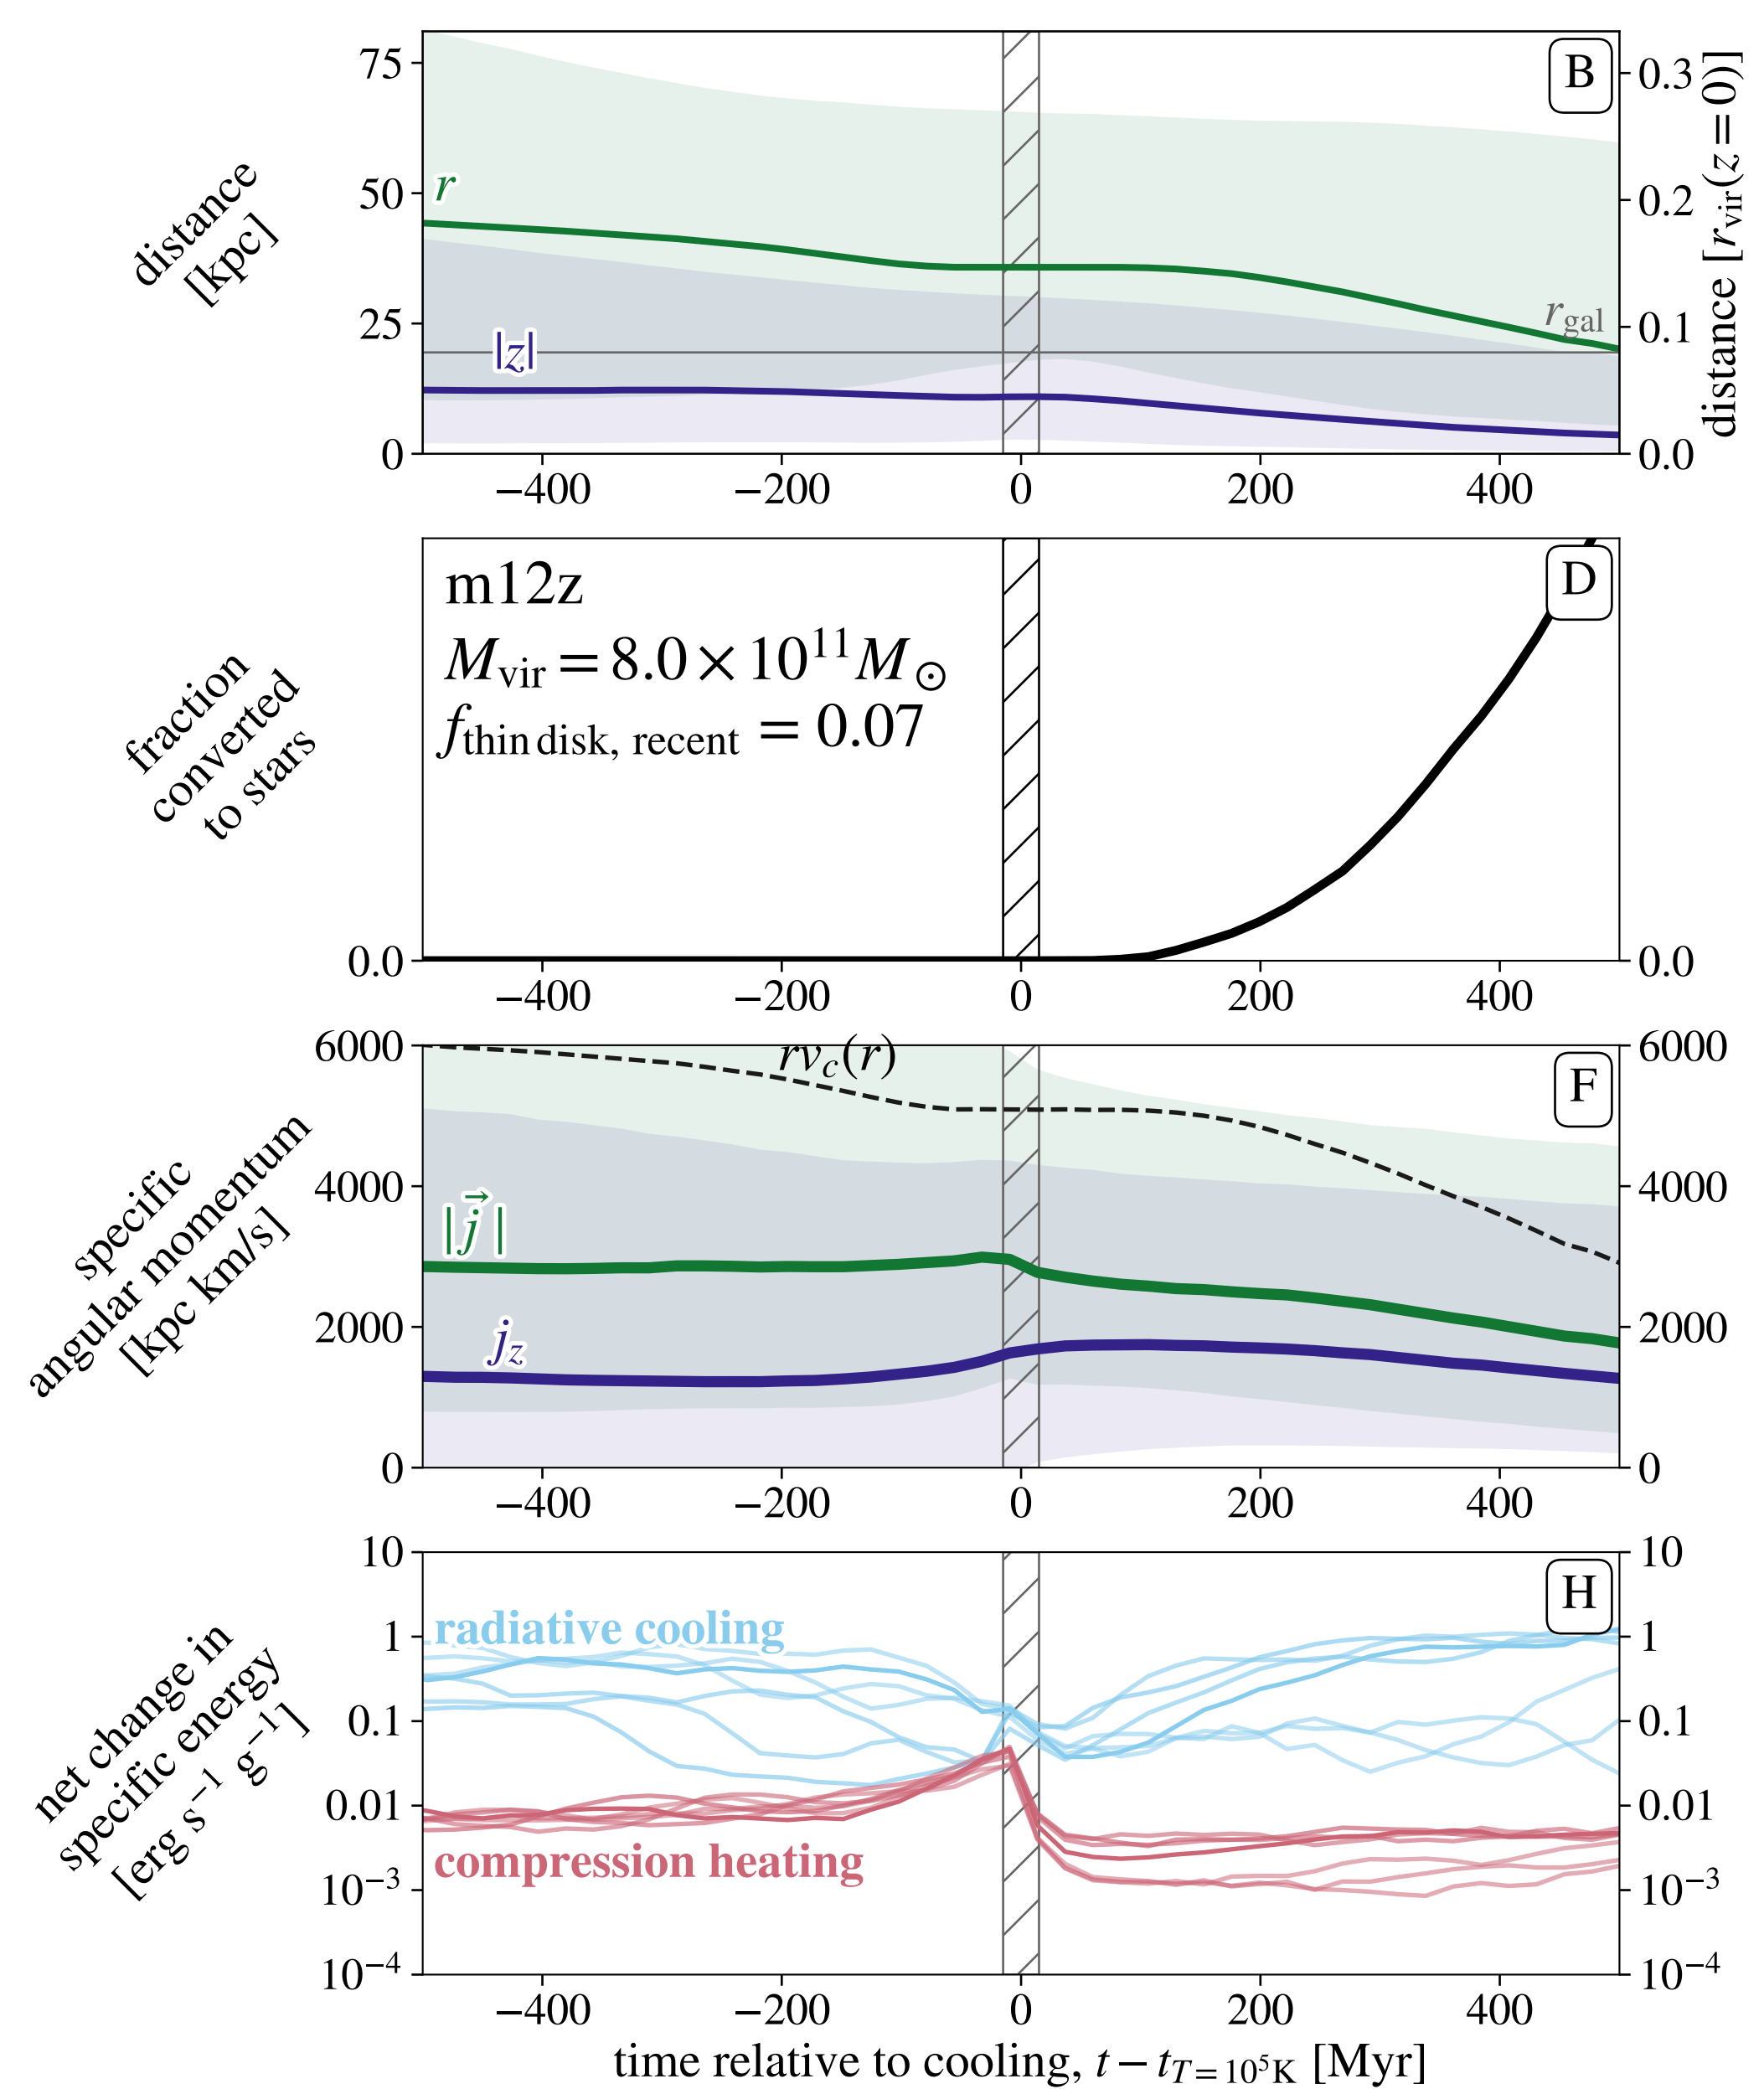 distance
[kpc]
75
50
25
0
r
|z|
r_gal
B
0.3
0.2
0.1
0.0
distance [r_vir(z=0)]
−400 −200 0 200 400
fraction
converted
to stars
m12z
M_vir = 8.0 × 10^11 M_⊙
f_thin disk, recent = 0.07
D
0.0
0.0
−400 −200 0 200 400
specific
angular momentum
[kpc km/s]
6000
4000
2000
0
rv_c(r)
|j⃗|
j_z
F
6000
4000
2000
0
−400 −200 0 200 400
net change in
specific energy
[erg s^−1 g^−1]
10
1
0.1
0.01
10^−3
10^−4
radiative cooling
compression heating
H
10
1
0.1
0.01
10^−3
10^−4
−400 −200 0 200 400
time relative to cooling, t − t_T=10^5K [Myr]